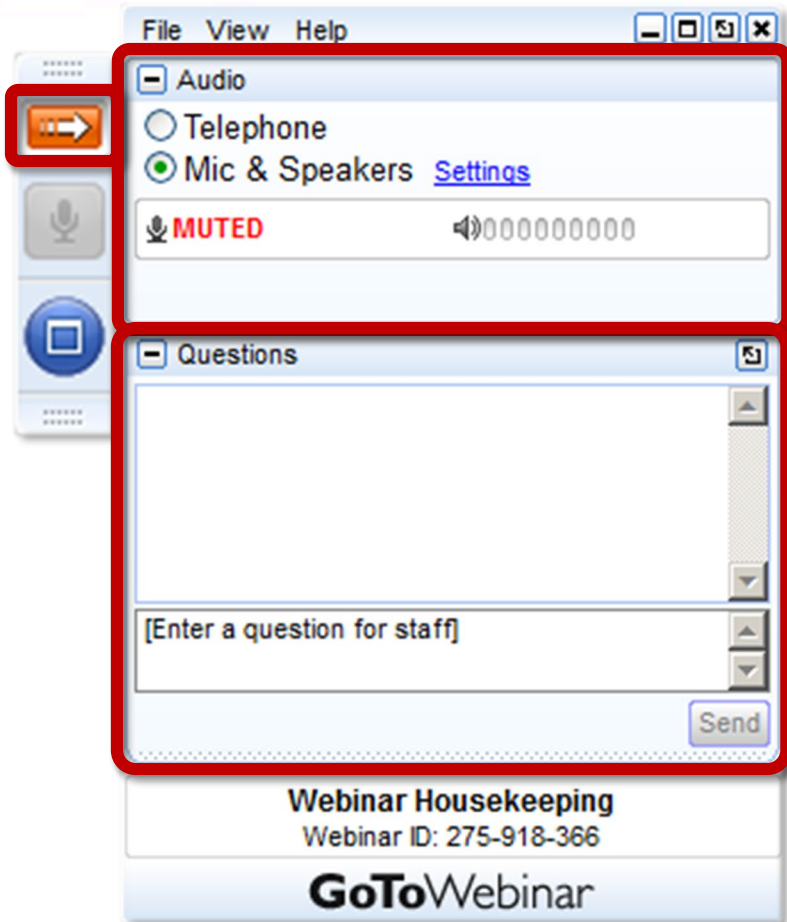 File View Help
Audio
Telephone
Mic & Speakers Settings
MUTED
Questions
[Enter a question for staff]
Send
Webinar Housekeeping
Webinar ID: 275-918-366
GoToWebinar